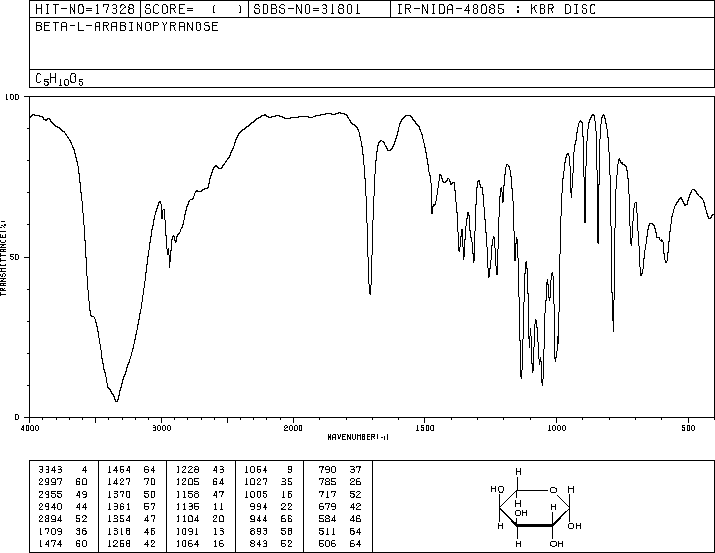 HIT-NO=17328 SCORE= ( ) SDBS-NO=31801 IR-NIDA-48085 : KBR DISC
BETA-L-ARABINOPYRANOSE
C5H10O5
100
50
0
TRANSMITTANCE(%)
4000 3000 2000 1500 1000 500
WAVENUMBER(-1)
3343 4 1464 64 1228 43 1054 9 790 37
2997 60 1427 70 1205 64 1027 35 785 26
2955 49 1370 50 1158 47 1005 16 717 52
2940 44 1361 57 1135 11 994 22 679 42
2894 52 1354 47 1104 20 944 66 584 46
1709 36 1318 46 1091 13 893 58 511 64
1474 60 1258 42 1064 16 843 52 506 64
H
HO O H
H
OH
H H OH
H OH